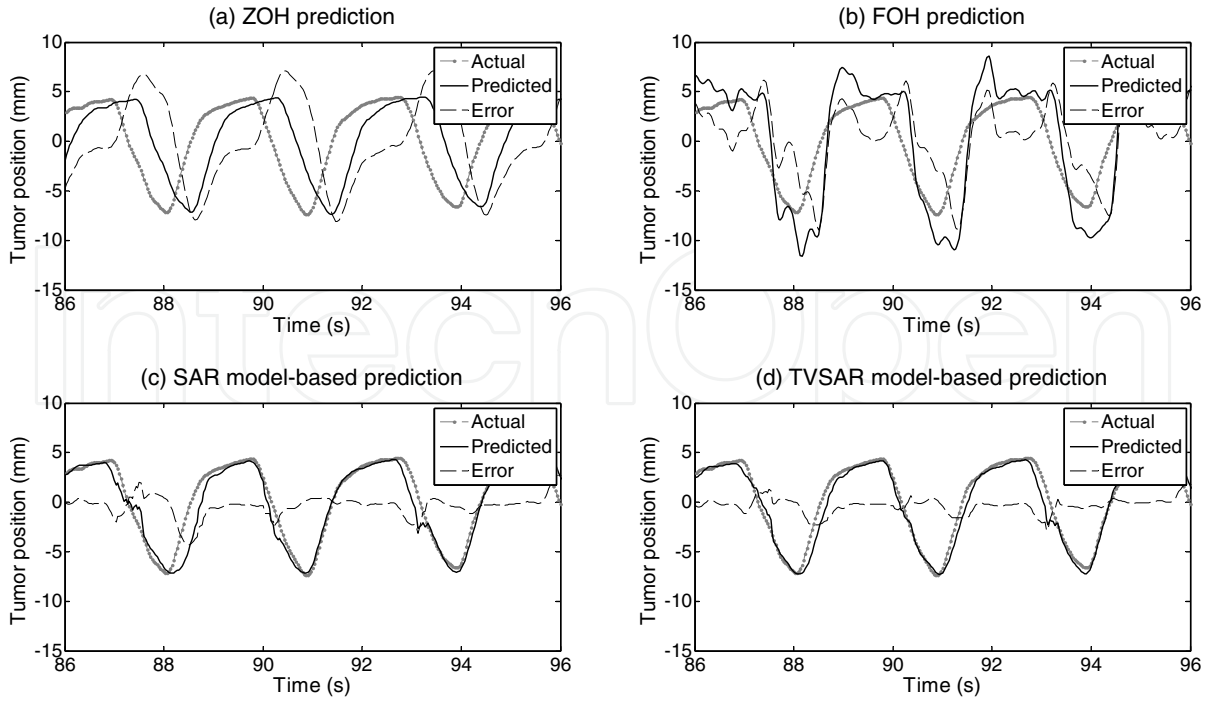 (a) ZOH prediction
Tumor position (mm)
10
5
0
-5
-10
-15
86
88
90
92
94
96
Time (s)
Actual
Predicted
Error
(b) FOH prediction
Tumor position (mm)
10
5
0
-5
-10
-15
86
88
90
92
94
96
Time (s)
Actual
Predicted
Error
(c) SAR model-based prediction
Tumor position (mm)
10
5
0
-5
-10
-15
86
88
90
92
94
96
Time (s)
Actual
Predicted
Error
(d) TVSAR model-based prediction
Tumor position (mm)
10
5
0
-5
-10
-15
86
88
90
92
94
96
Time (s)
Actual
Predicted
Error
IntechOpen